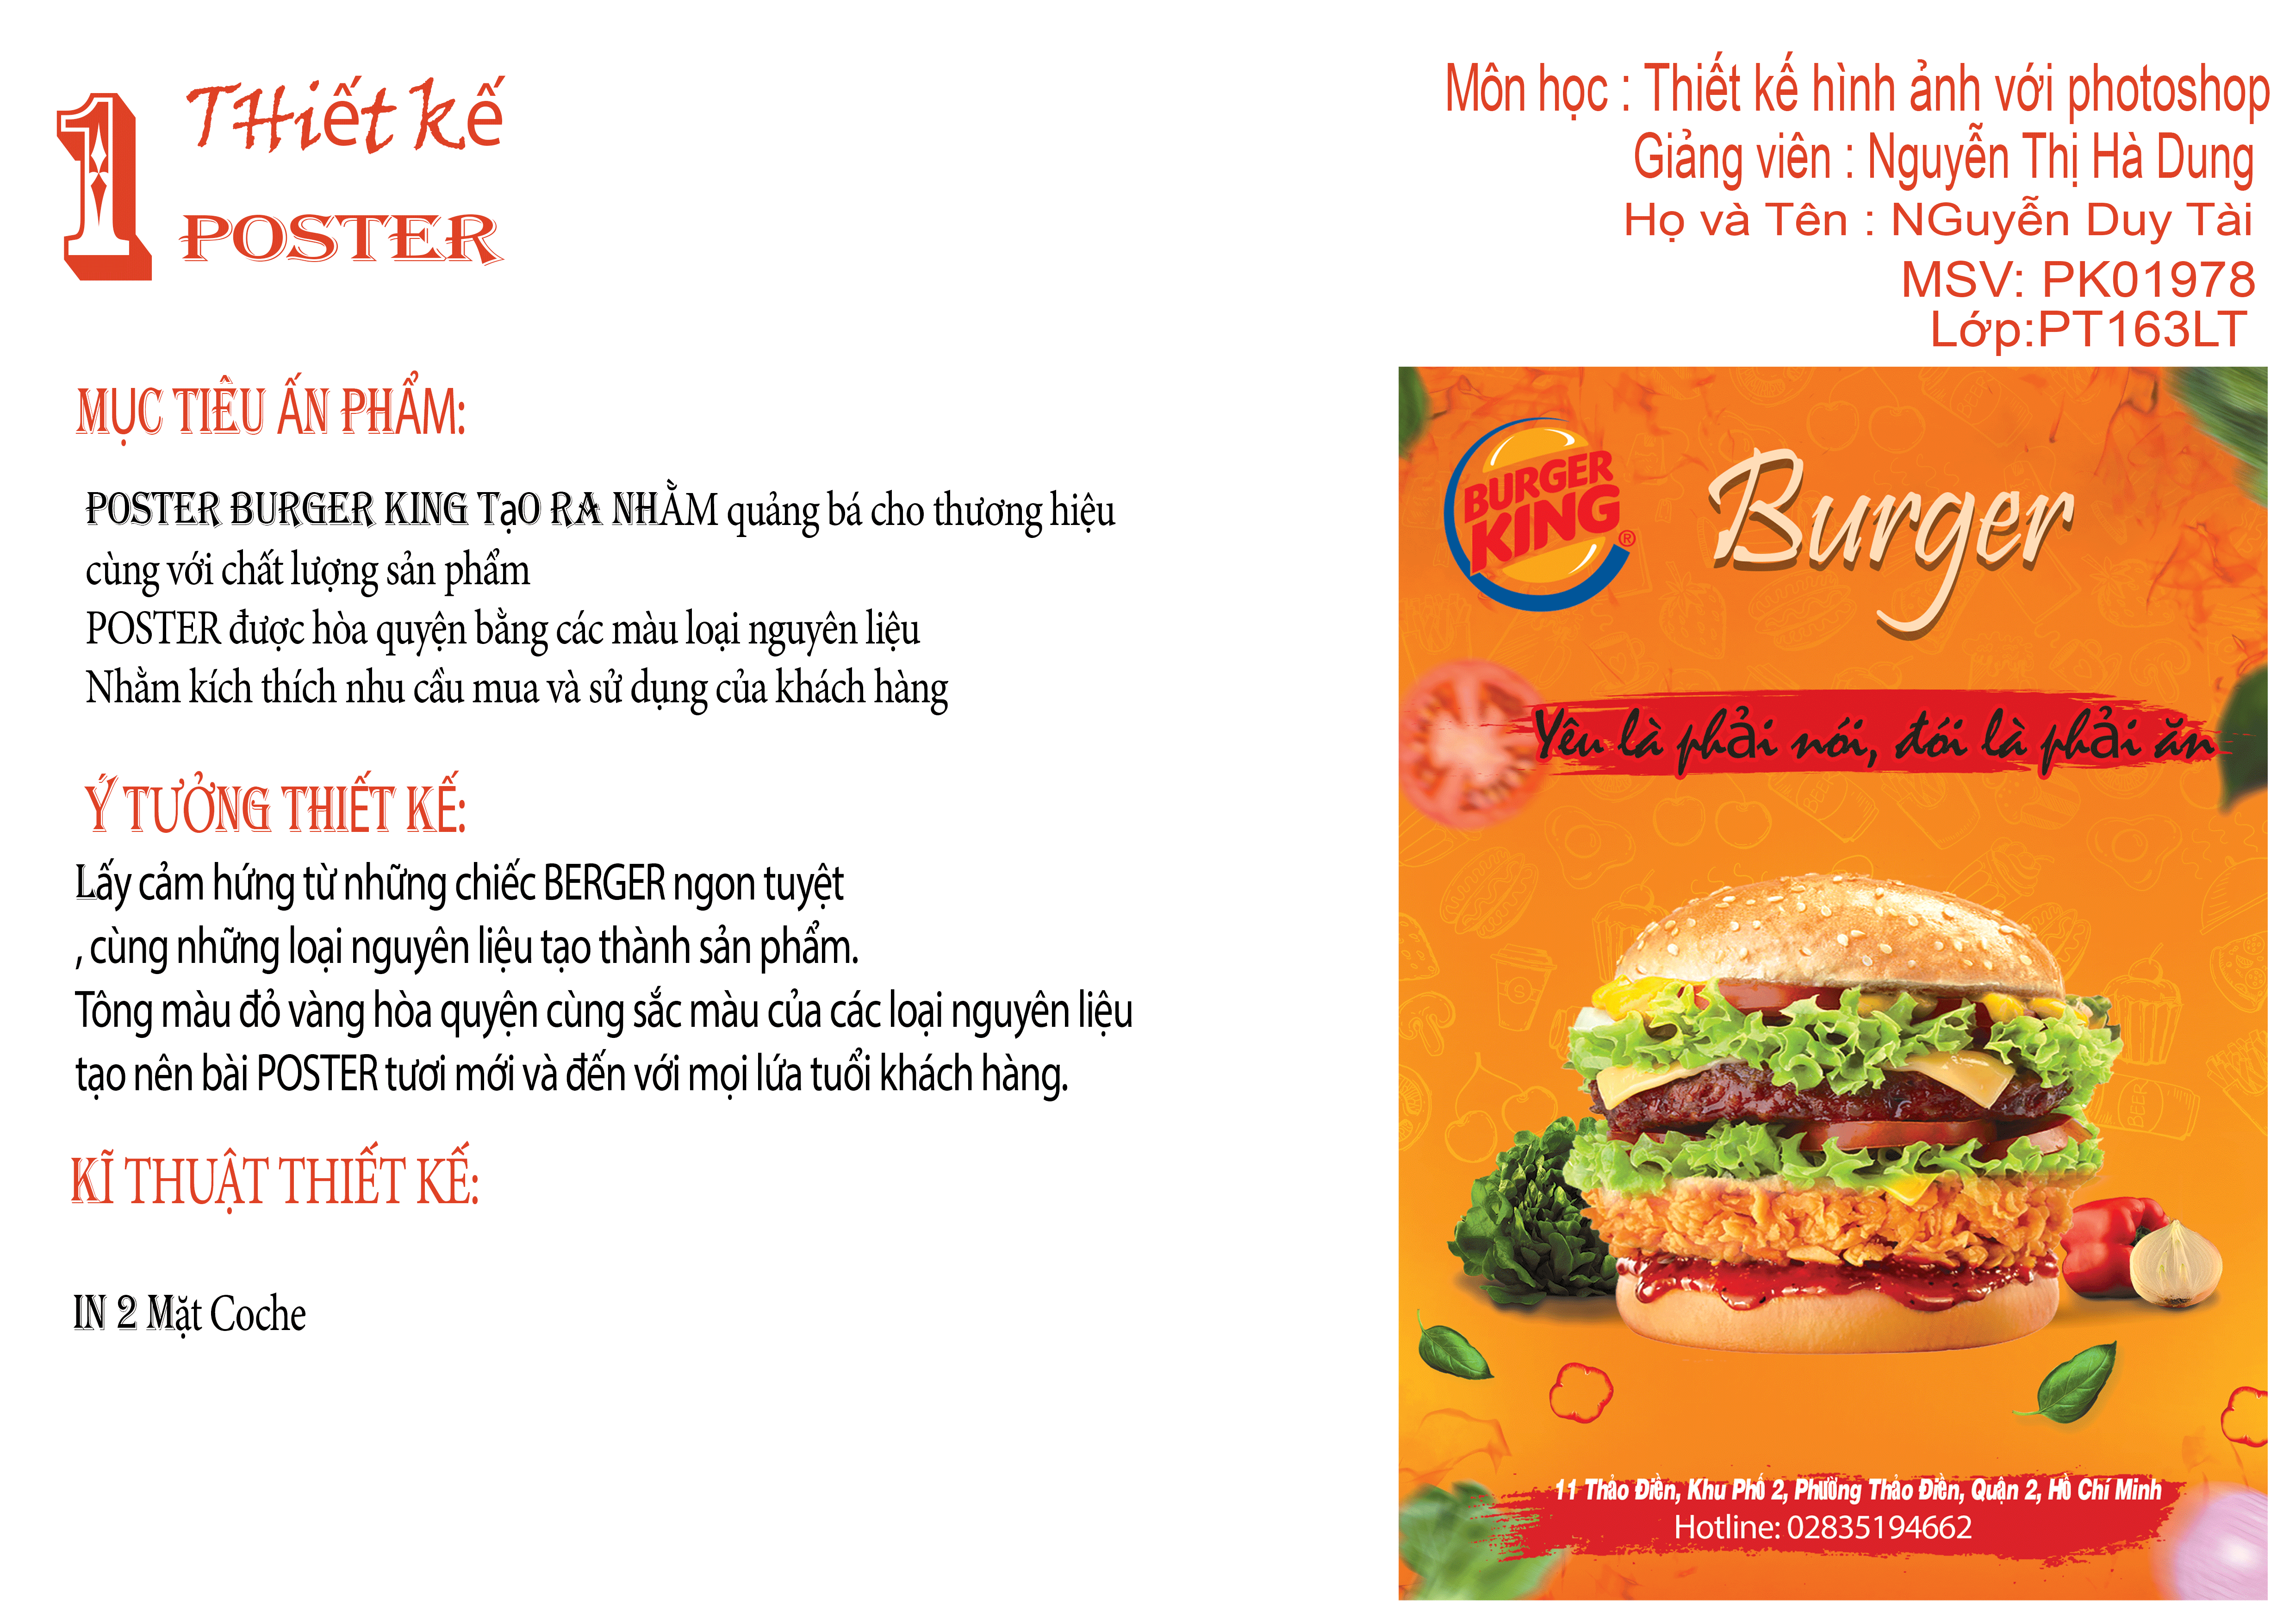 1
THiết kế
POSTER
Môn học : Thiết kế hình ảnh với photoshop
Giảng viên : Nguyễn Thị Hà Dung
Họ và Tên : NGuyễn Duy Tài
MSV: PK01978
Lớp:PT163LT
MỤC TIÊU ẤN PHẨM:
POSTER BURGER KING TạO RA NHẰM quảng bá cho thương hiệu
cùng với chất lượng sản phẩm
POSTER được hòa quyện bằng các màu loại nguyên liệu
Nhằm kích thích nhu cầu mua và sử dụng của khách hàng
Ý TƯỞNG THIẾT KẾ:
Lấy cảm hứng từ những chiếc BERGER ngon tuyệt
, cùng những loại nguyên liệu tạo thành sản phẩm.
Tông màu đỏ vàng hòa quyện cùng sắc màu của các loại nguyên liệu
tạo nên bài POSTER tươi mới và đến với mọi lứa tuổi khách hàng.
KĨ THUẬT THIẾT KẾ:
IN 2 Mặt Coche
BURGER
KING
®
Burger
Yêu là phải nói, đói là phải ăn
BEER
BEER
11 Thảo Điền, Khu Phố 2, Phường Thảo Điền, Quận 2, Hồ Chí Minh
Hotline: 02835194662